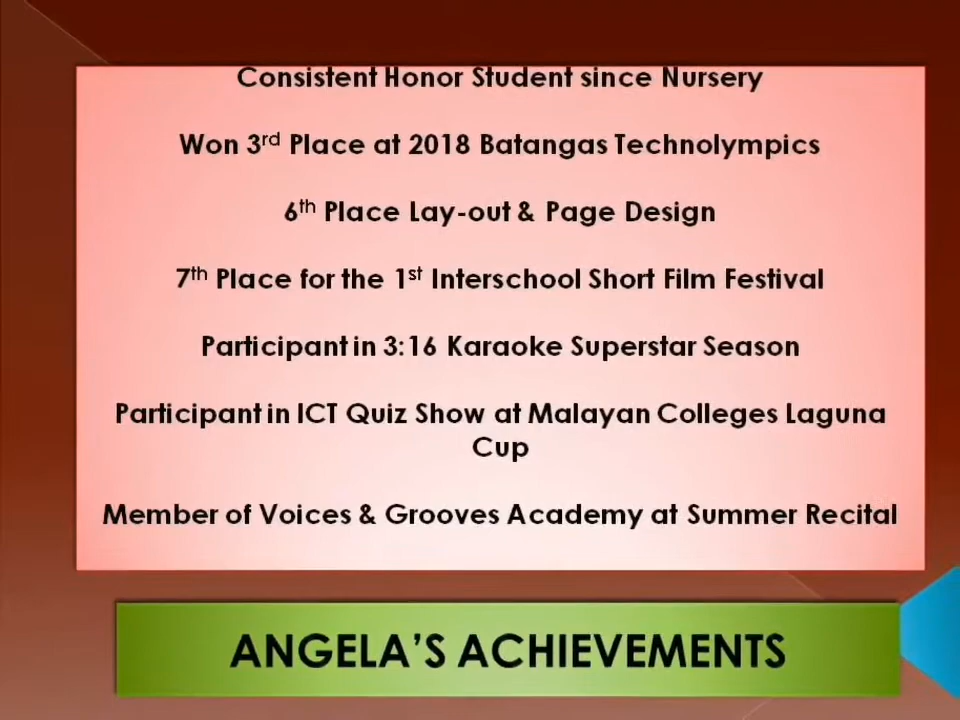 Consistent Honor Student since Nursery
Won 3rd Place at 2018 Batangas Technolympics
6th Place Lay-out & Page Design
7th Place for the 1st Interschool Short Film Festival
Participant in 3:16 Karaoke Superstar Season
Participant in ICT Quiz Show at Malayan Colleges Laguna
Cup
Member of Voices & Grooves Academy at Summer Recital
ANGELA'S ACHIEVEMENTS